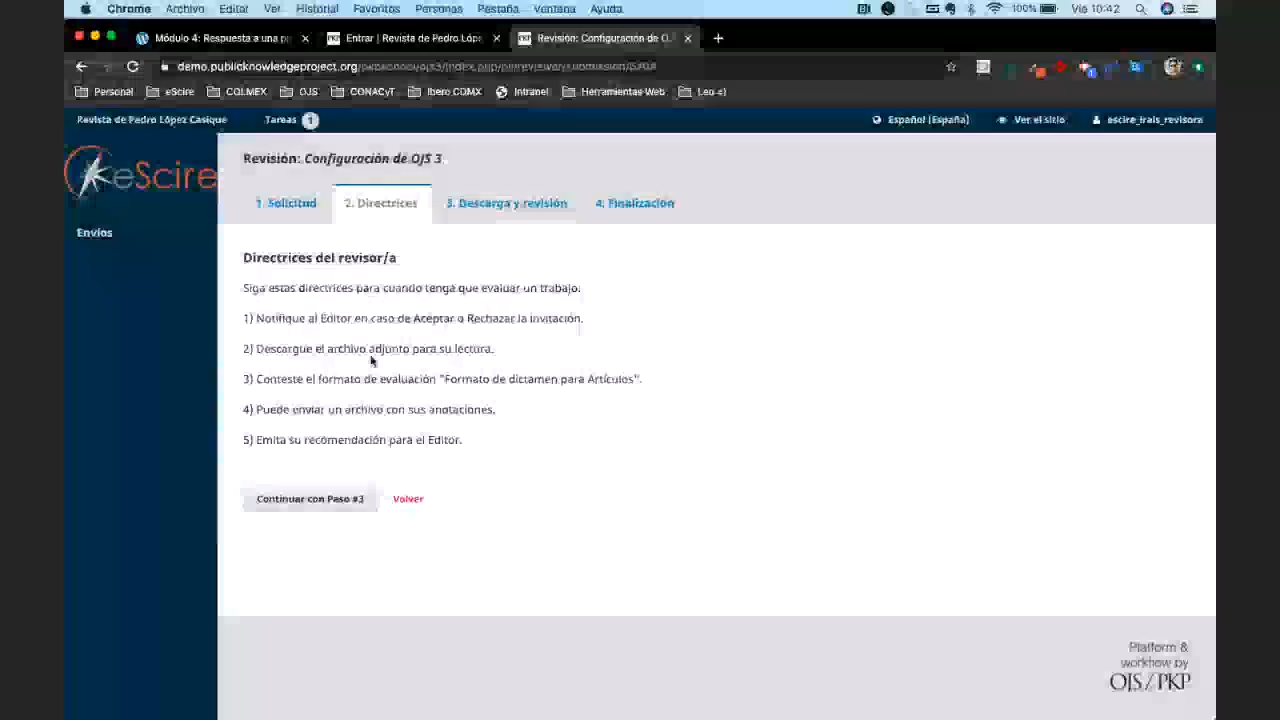 Chrome Archivo Editar Ver Historial Favoritos Personas Pestaña Ventana Ayuda 100% Vie 10:42
Módulo 4: Respuesta a una p Entrar | Revista de Pedro Lópe Revisión: Configuración de O
demo.publicknowledgeproject.org
Personal eScire COLMEX OJS CONACyT Ibero CDMX Intranet Herramientas Web
Revista de Pedro López Casique Tareas 1 Español (España) Ver el sitio escire_irais_revisora
eScire
Envíos
Revisión: Configuración de OJS 3
1. Solicitud 2. Directrices 3. Descarga y revisión 4. Finalización
Directrices del revisor/a
Siga estas directrices para cuando tenga que evaluar un trabajo.
1) Notifique al Editor en caso de Aceptar o Rechazar la invitación.
2) Descargue el archivo adjunto para su lectura.
3) Conteste el formato de evaluación "Formato de dictamen para Artículos".
4) Puede enviar un archivo con sus anotaciones.
5) Emita su recomendación para el Editor.
Continuar con Paso #3 Volver
Platform &
workflow by
OJS / PKP